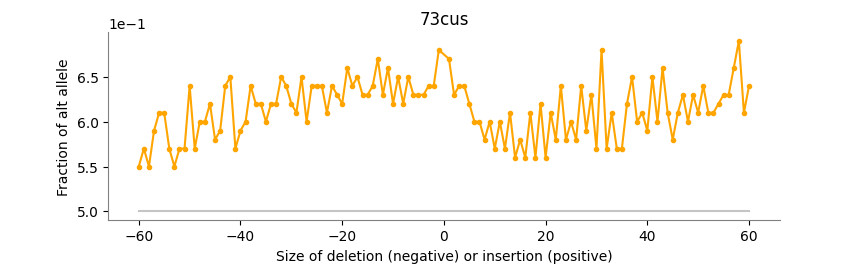 73cus
1e−1
6.5
6.0
5.5
5.0
Fraction of alt allele
−60 −40 −20 0 20 40 60
Size of deletion (negative) or insertion (positive)